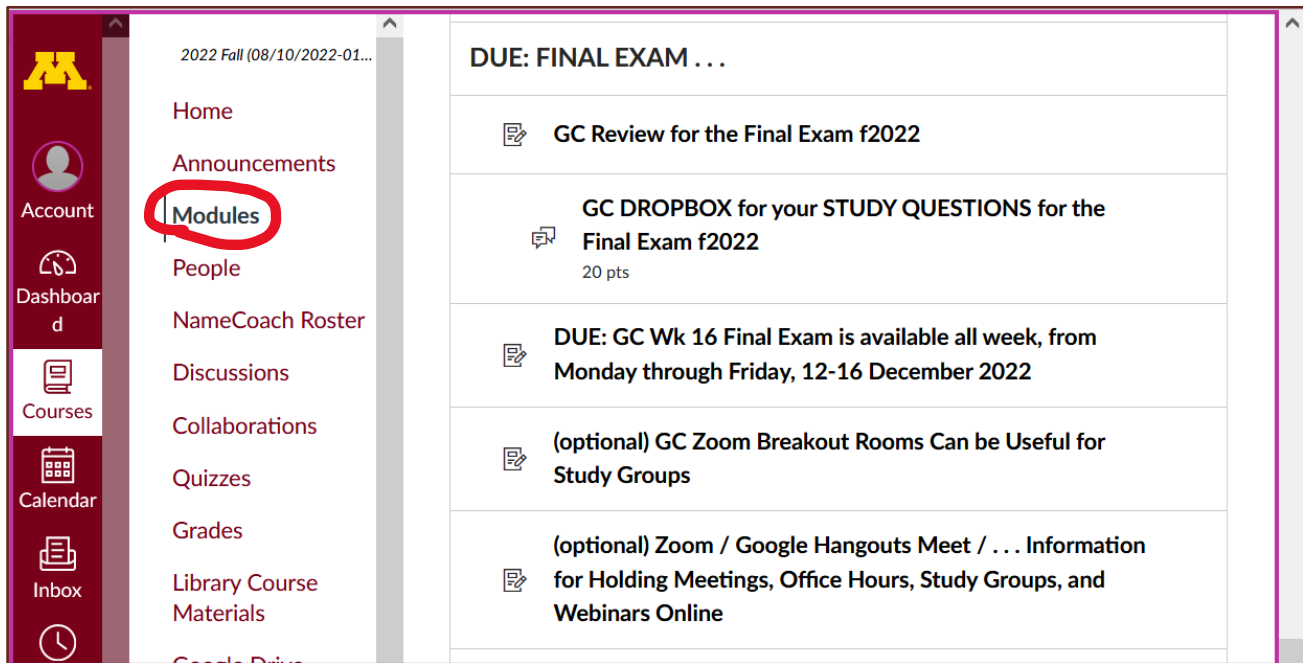 M
Account
Dashboar
d
Courses
Calendar
Inbox
2022 Fall (08/10/2022-01...
Home
Announcements
Modules
People
NameCoach Roster
Discussions
Collaborations
Quizzes
Grades
Library Course
Materials
Google Drive
DUE: FINAL EXAM . . .
GC Review for the Final Exam f2022
GC DROPBOX for your STUDY QUESTIONS for the
Final Exam f2022
20 pts
DUE: GC Wk 16 Final Exam is available all week, from
Monday through Friday, 12-16 December 2022
(optional) GC Zoom Breakout Rooms Can be Useful for
Study Groups
(optional) Zoom / Google Hangouts Meet / . . . Information
for Holding Meetings, Office Hours, Study Groups, and
Webinars Online